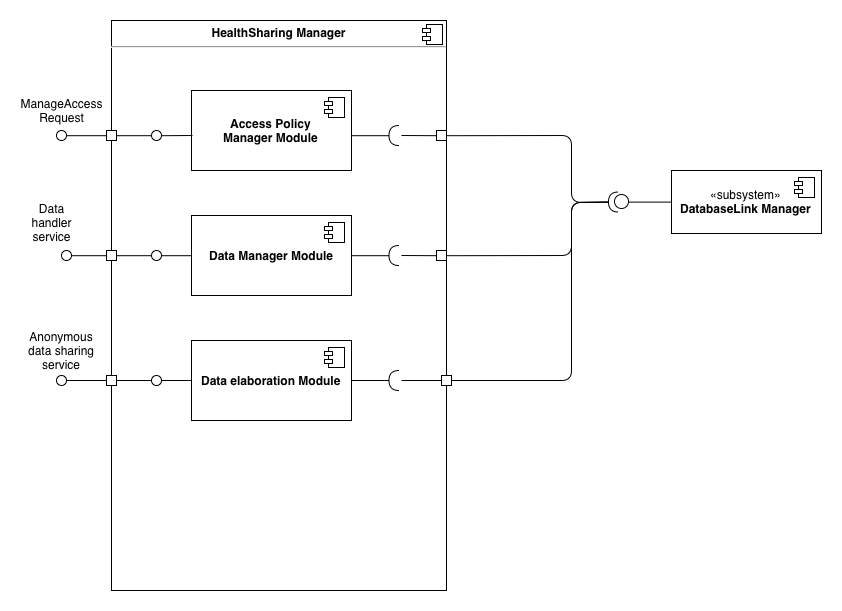 HealthSharing Manager
ManageAccess
Request
Access Policy
Manager Module
«subsystem»
DatabaseLink Manager
Data
handler
service
Data Manager Module
Anonymous
data sharing
service
Data elaboration Module